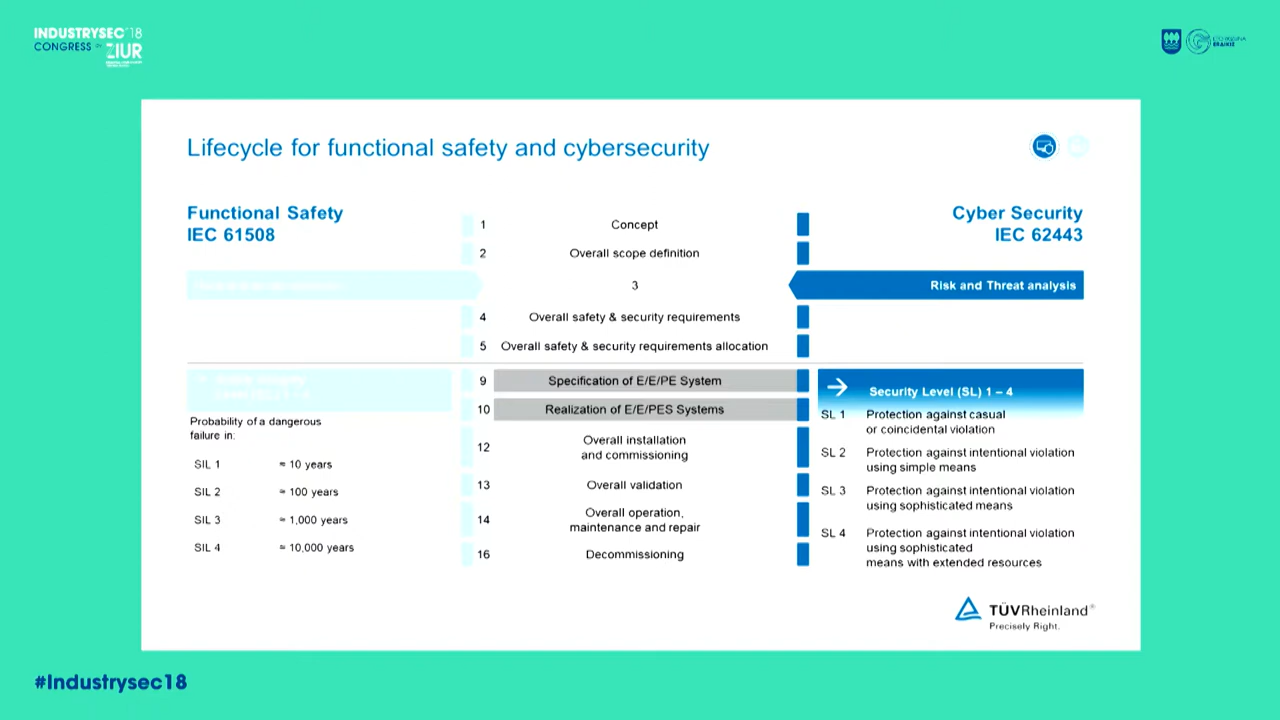 INDUSTRYSEC'18
CONGRESS BY ZIUR
Lifecycle for functional safety and cybersecurity
Functional Safety
IEC 61508
Cyber Security
IEC 62443
1 Concept
2 Overall scope definition
3
Risk and Threat analysis
4 Overall safety & security requirements
5 Overall safety & security requirements allocation
9 Specification of E/E/PE System
10 Realization of E/E/PES Systems
12 Overall installation
and commissioning
13 Overall validation
14 Overall operation,
maintenance and repair
16 Decommissioning
Probability of a dangerous
failure in:
SIL 1 ≈ 10 years
SIL 2 ≈ 100 years
SIL 3 ≈ 1,000 years
SIL 4 ≈ 10,000 years
Security Level (SL) 1 – 4
SL 1 Protection against casual
or coincidental violation
SL 2 Protection against intentional violation
using simple means
SL 3 Protection against intentional violation
using sophisticated means
SL 4 Protection against intentional violation
using sophisticated
means with extended resources
TÜVRheinland®
Precisely Right.
#Industrysec18